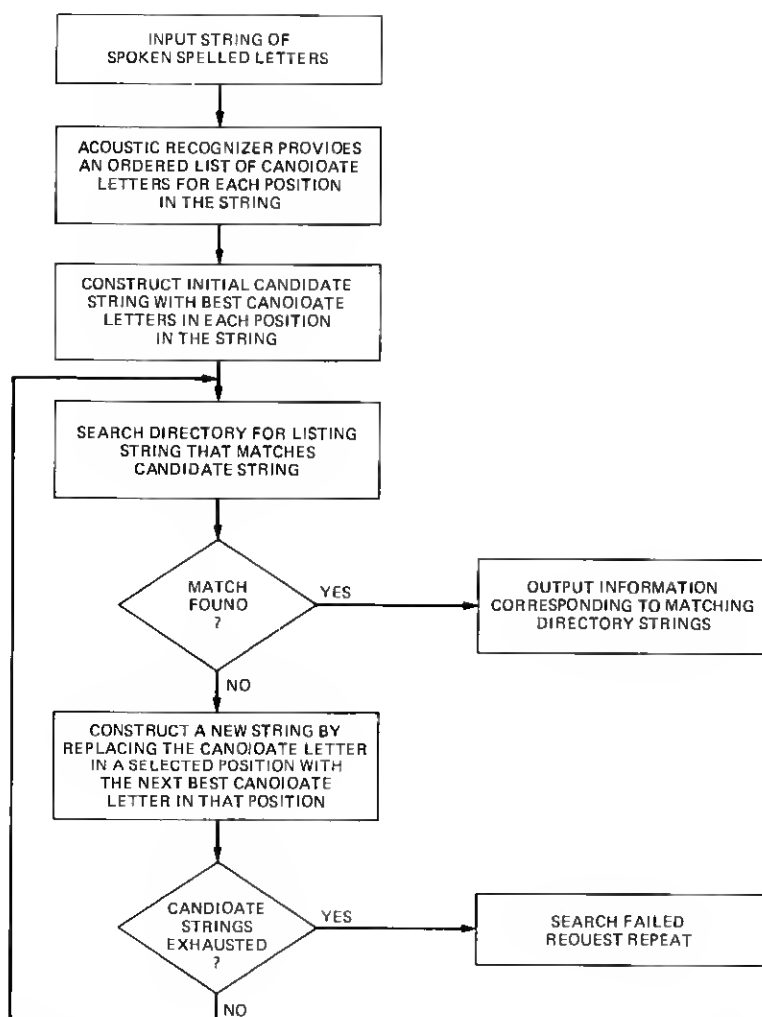 INPUT STRING OF
SPOKEN SPELLED LETTERS
ACOUSTIC RECOGNIZER PROVIOES
AN ORDERED LIST OF CANOIOATE
LETTERS FOR EACH POSITION
IN THE STRING
CONSTRUCT INITIAL CANDIDATE
STRING WITH BEST CANOIOATE
LETTERS IN EACH POSITION
IN THE STRING
SEARCH DIRECTORY FOR LISTING
STRING THAT MATCHES
CANDIDATE STRING
MATCH
FOUND
?
YES
OUTPUT INFORMATION
CORRESPONDING TO MATCHING
DIRECTORY STRINGS
NO
CONSTRUCT A NEW STRING BY
REPLACING THE CANOIOATE LETTER
IN A SELECTED POSITION WITH
THE NEXT BEST CANOIOATE
LETTER IN THAT POSITION
CANDIOATE
STRINGS
EXHAUSTED
?
YES
SEARCH FAILED
REQUEST REPEAT
NO